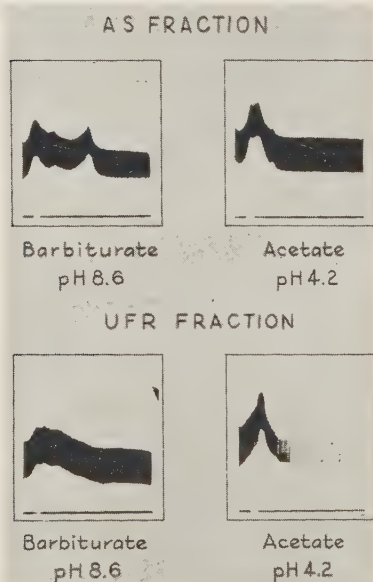 AS FRACTION
Barbiturate Acetate
pH 8.6 pH 4.2
UFR FRACTION
Barbiturate Acetate
pH 8.6 pH 4.2